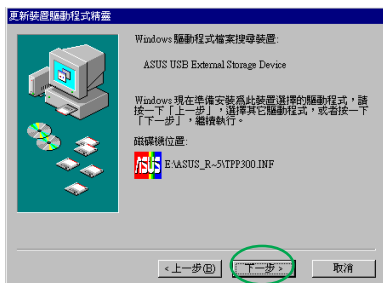 更新裝置驅動程式精靈
Windows 驅動程式檔案搜尋裝置:
ASUS USB External Storage Device
Windows 現在準備安裝為此裝置選擇的驅動程式，請
按一下「上一步」，選擇其它驅動程式，或者按一下
「下一步」，繼續執行。
磁碟機位置:
ASUS E:\ASUS_R~5\TPP300.INF
<上一步(B)
下一步 >
取消